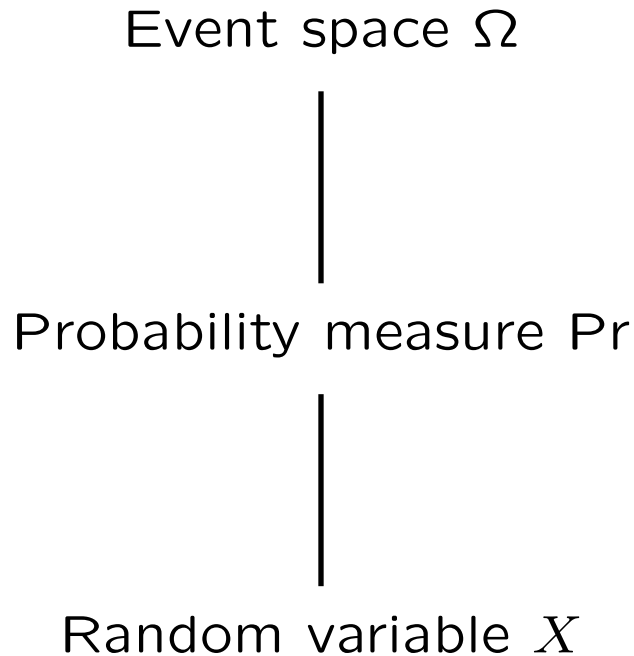 Event space Ω
Probability measure Pr
Random variable X